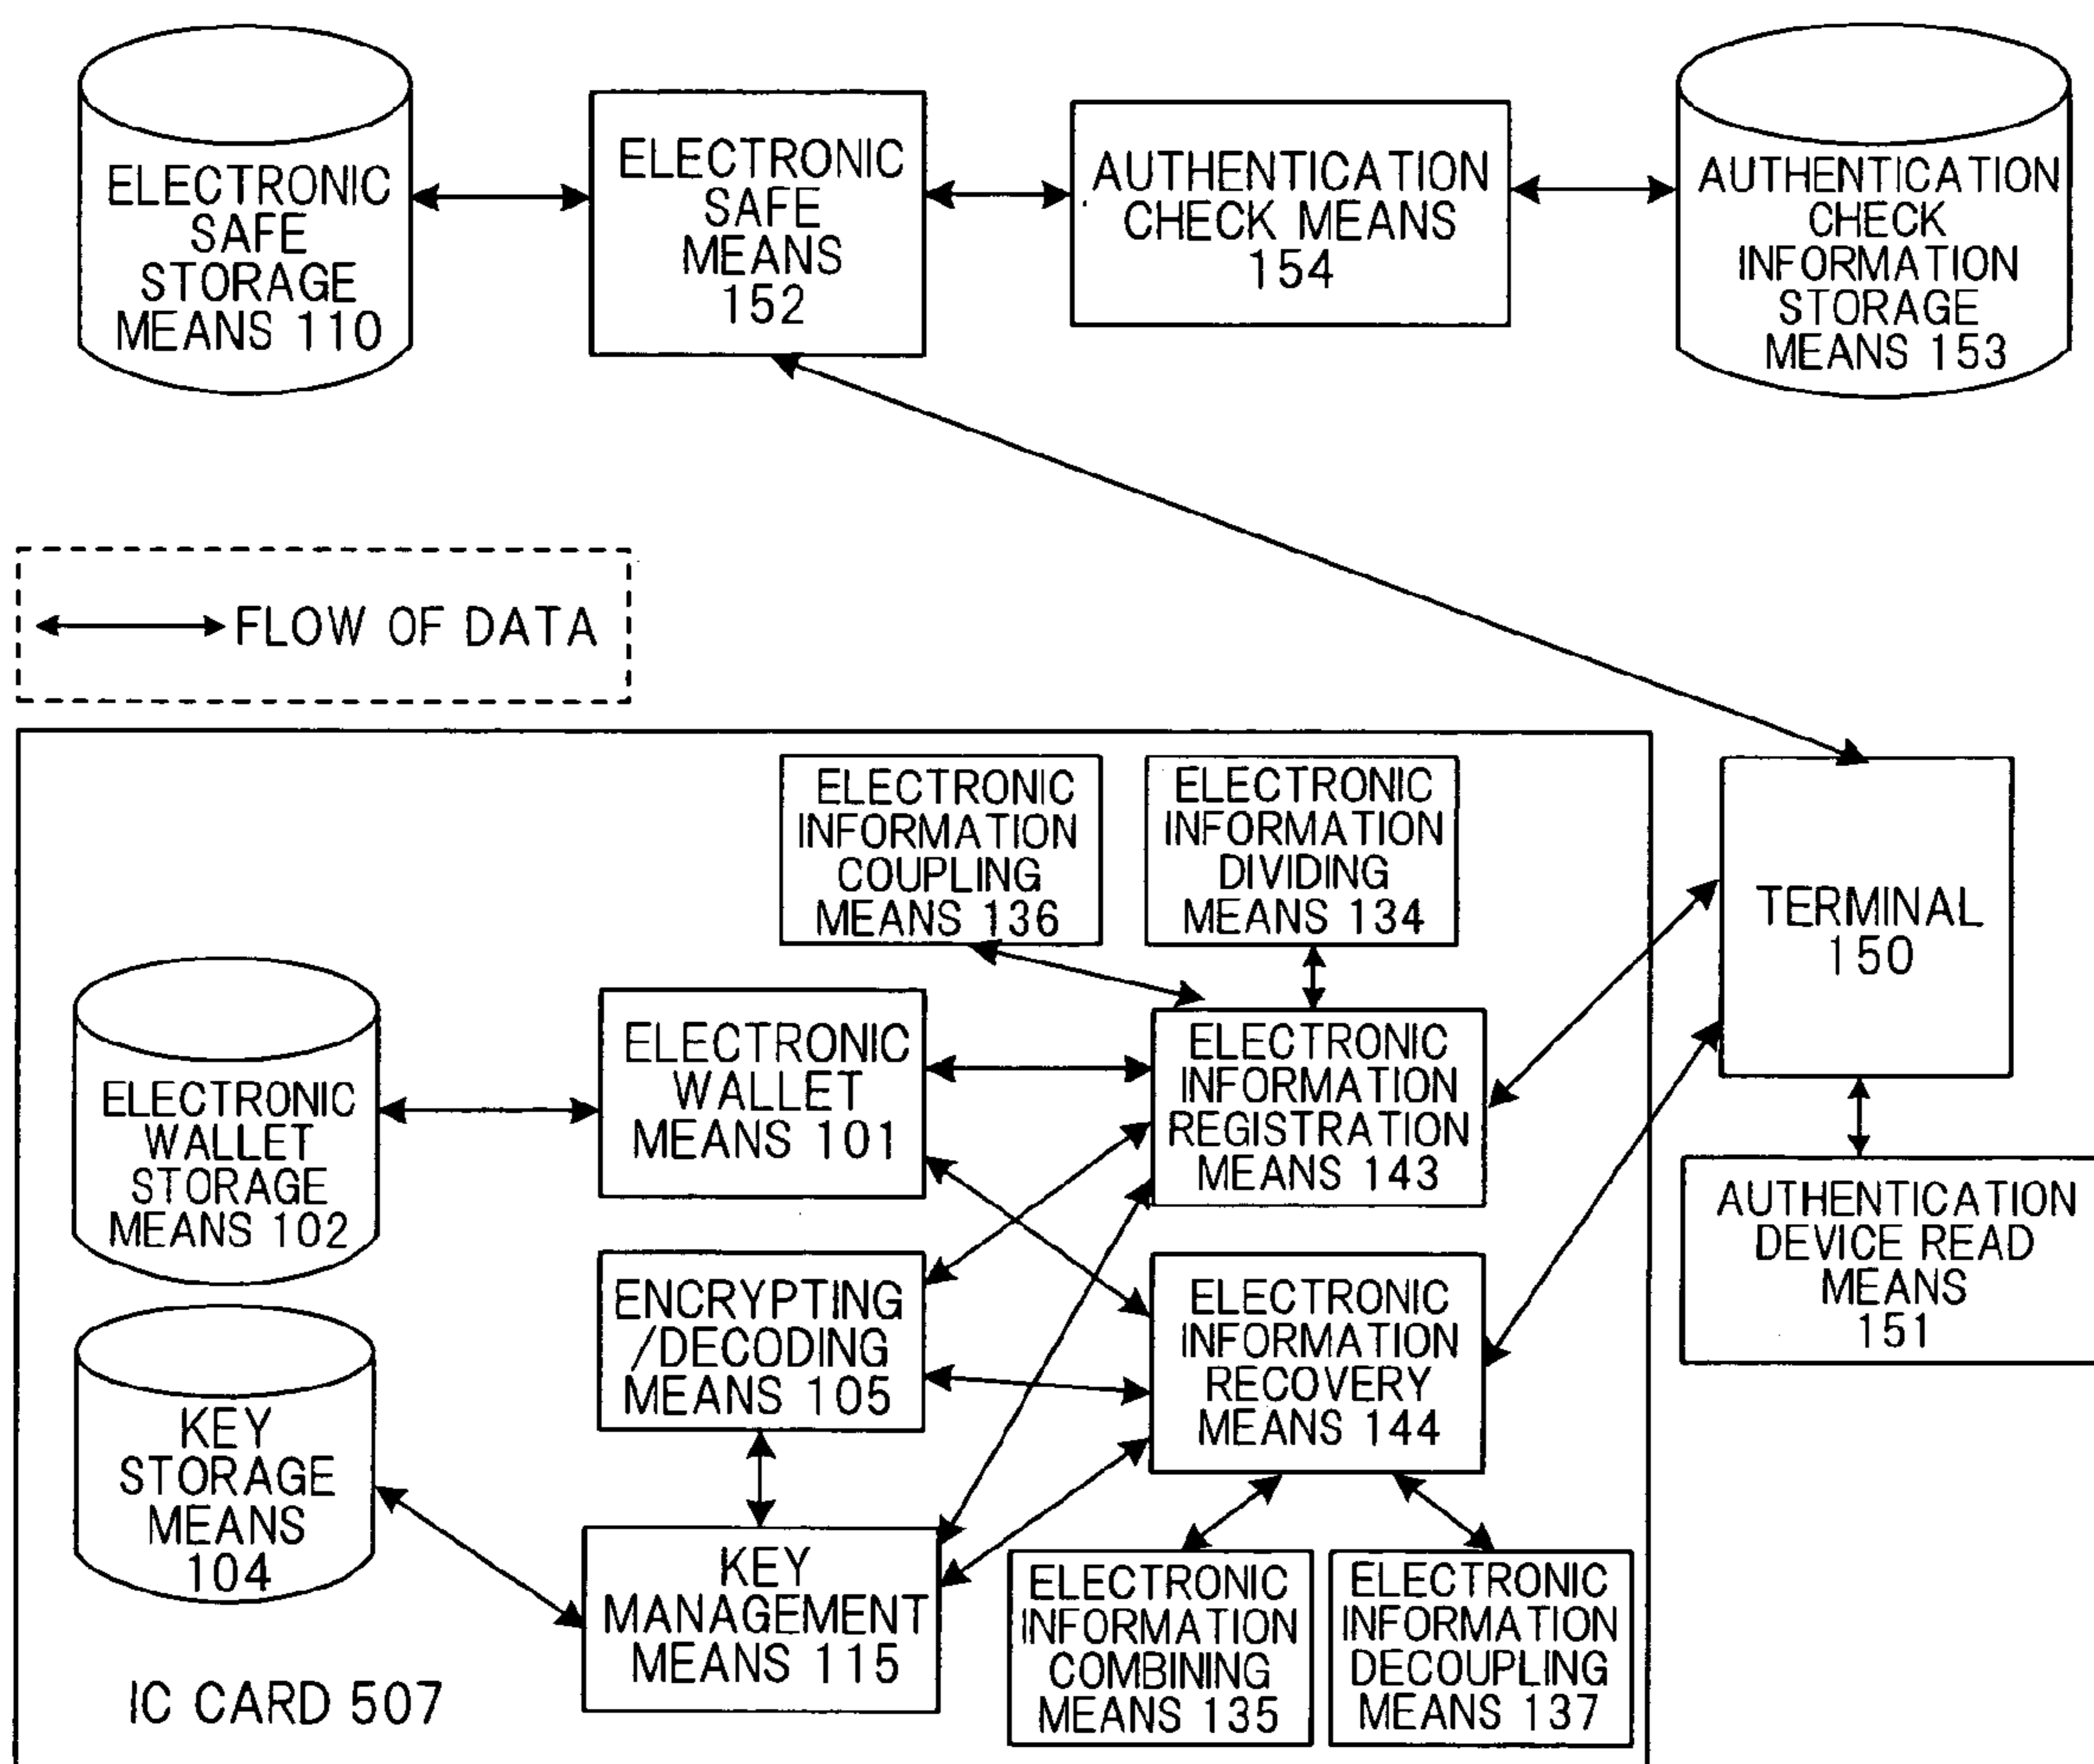 ELECTRONIC
SAFE
STORAGE
MEANS 110
ELECTRONIC
SAFE
MEANS
152
AUTHENTICATION
CHECK MEANS
154
AUTHENTICATION
CHECK
INFORMATION
STORAGE
MEANS 153
FLOW OF DATA
ELECTRONIC
INFORMATION
COUPLING
MEANS 136
ELECTRONIC
INFORMATION
DIVIDING
MEANS 134
TERMINAL
150
ELECTRONIC
WALLET
STORAGE
MEANS 102
ELECTRONIC
WALLET
MEANS 101
ELECTRONIC
INFORMATION
REGISTRATION
MEANS 143
AUTHENTICATION
DEVICE READ
MEANS
151
ENCRYPTING
/DECODING
MEANS 105
ELECTRONIC
INFORMATION
RECOVERY
MEANS 144
KEY
STORAGE
MEANS
104
KEY
MANAGEMENT
MEANS 115
ELECTRONIC
INFORMATION
COMBINING
MEANS 135
ELECTRONIC
INFORMATION
DECOUPLING
MEANS 137
IC CARD 507